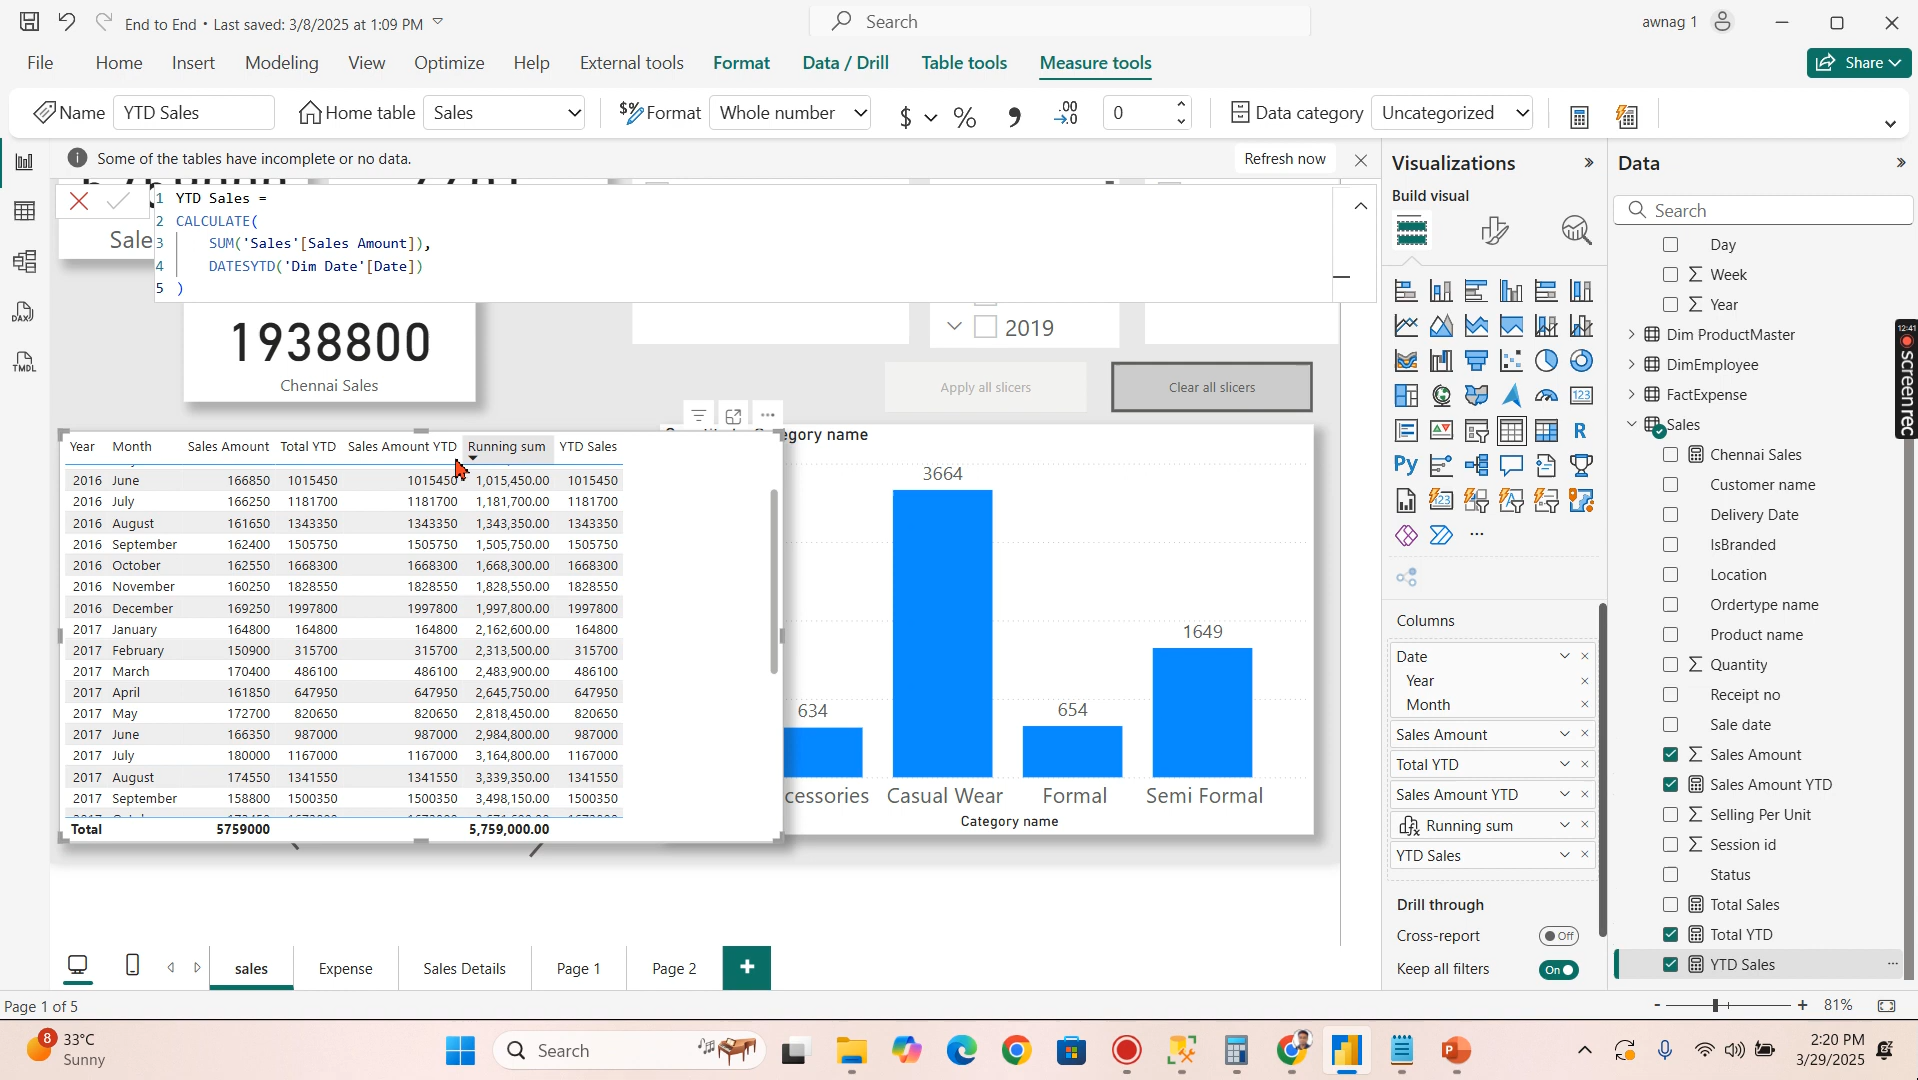 End to End • Last saved: 3/8/2025 at 1:09 PM
Search
awnag 1
File Home Insert Modeling View Optimize Help External tools Format Data / Drill Table tools Measure tools
Share
Name YTD Sales Home table Sales Format Whole number $ % .00 0 Data category Uncategorized
Some of the tables have incomplete or no data. Refresh now
1 YTD Sales =
2 CALCULATE(
3 SUM('Sales'[Sales Amount]),
4 DATESYTD('Dim Date'[Date])
5 )
Sale
1938800
Chennai Sales
2019
Apply all slicers
Clear all slicers
egory name
Year Month Sales Amount Total YTD Sales Amount YTD Running sum YTD Sales
2016 June 166850 1015450 1015450 1,015,450.00 1015450
2016 July 166250 1181700 1181700 1,181,700.00 1181700
2016 August 161650 1343350 1343350 1,343,350.00 1343350
2016 September 162400 1505750 1505750 1,505,750.00 1505750
2016 October 162550 1668300 1668300 1,668,300.00 1668300
2016 November 160250 1828550 1828550 1,828,550.00 1828550
2016 December 169250 1997800 1997800 1,997,800.00 1997800
2017 January 164800 164800 164800 2,162,600.00 164800
2017 February 150900 315700 315700 2,313,500.00 315700
2017 March 170400 486100 486100 2,483,900.00 486100
2017 April 161850 647950 647950 2,645,750.00 647950
2017 May 172700 820650 820650 2,818,450.00 820650
2017 June 166350 987000 987000 2,984,800.00 987000
2017 July 180000 1167000 1167000 3,164,800.00 1167000
2017 August 174550 1341550 1341550 3,339,350.00 1341550
2017 September 158800 1500350 1500350 3,498,150.00 1500350
Total 5759000 5,759,000.00
634
3664
654
1649
cessories Casual Wear Formal Semi Formal
Category name
Visualizations
Build visual
123
R
Py
Columns
Date
Year
Month
Sales Amount
Total YTD
Sales Amount YTD
Running sum
YTD Sales
Drill through
Cross-report Off
Keep all filters On
Data
Search
Day
Week
Year
Dim ProductMaster
DimEmployee
FactExpense
Sales
Chennai Sales
Customer name
Delivery Date
IsBranded
Location
Ordertype name
Product name
Quantity
Receipt no
Sale date
Sales Amount
Sales Amount YTD
Selling Per Unit
Session id
Status
Total Sales
Total YTD
YTD Sales
12:41
screenrec
DAX
TMDL
sales Expense Sales Details Page 1 Page 2
Page 1 of 5
81%
8
33°C
Sunny
Search
2:20 PM
3/29/2025